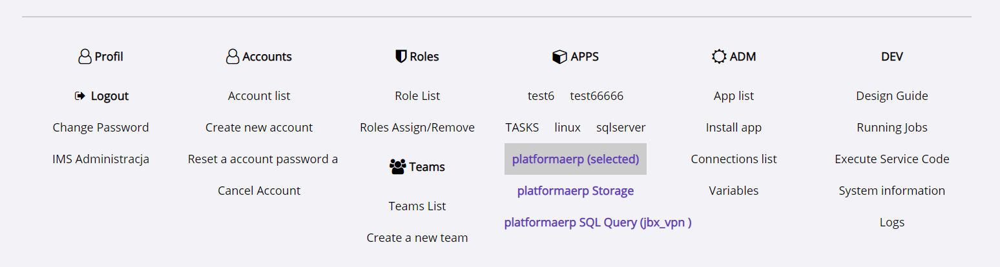 Profil
Logout
Change Password
IMS Administracja
Accounts
Account list
Create new account
Reset a account password a
Cancel Account
Roles
Role List
Roles Assign/Remove
Teams
Teams List
Create a new team
APPS
test6 test66666
TASKS linux sqlserver
platformaerp (selected)
platformaerp Storage
platformaerp SQL Query (jbx_vpn )
ADM
App list
Install app
Connections list
Variables
DEV
Design Guide
Running Jobs
Execute Service Code
System information
Logs